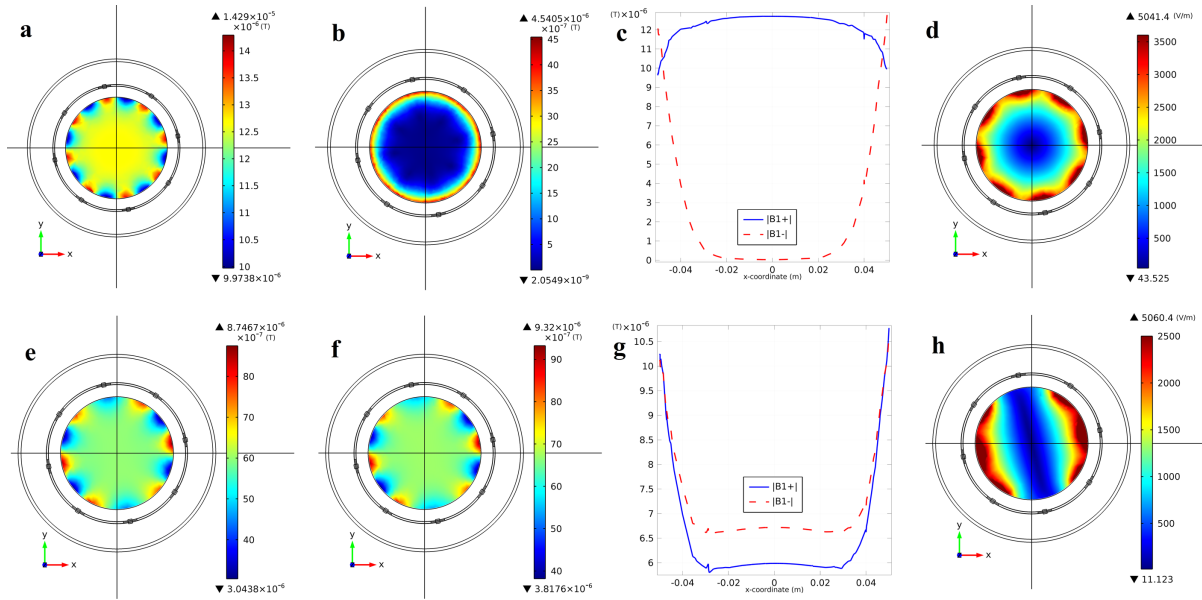 a
▲ 1.429×10⁻⁵
×10⁻⁶ (T)
14
13.5
13
12.5
12
11.5
11
10.5
10
▼ 9.9738×10⁻⁶
y
x
b
▲ 4.5405×10⁻⁶
×10⁻⁷ (T)
45
40
35
30
25
20
15
10
5
▼ 2.0549×10⁻⁹
y
x
c
(T) ×10⁻⁶
12
11
10
9
8
7
6
5
4
3
2
1
0
|B1+|
|B1-|
-0.04 -0.02 0 0.02 0.04
x-coordinate (m)
d
▲ 5041.4 (V/m)
3500
3000
2500
2000
1500
1000
500
▼ 43.525
y
x
e
▲ 8.7467×10⁻⁶
×10⁻⁷ (T)
80
70
60
50
40
▼ 3.0438×10⁻⁶
y
x
f
▲ 9.32×10⁻⁶
×10⁻⁷ (T)
90
80
70
60
50
40
▼ 3.8176×10⁻⁶
y
x
g
(T) ×10⁻⁶
10.5
10
9.5
9
8.5
8
7.5
7
6.5
6
|B1+|
|B1-|
-0.04 -0.02 0 0.02 0.04
x-coordinate (m)
h
▲ 5060.4 (V/m)
2500
2000
1500
1000
500
▼ 11.123
y
x